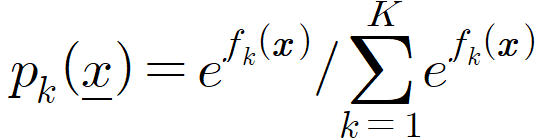 p_k(x̲) = e^{f_k(𝒙)} / ∑_{k=1}^{K} e^{f_k(𝒙)}